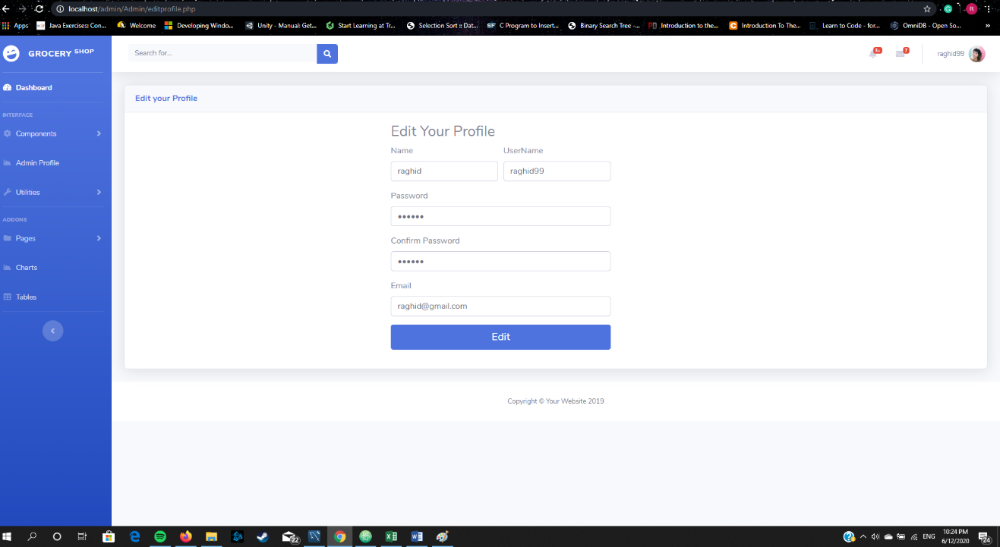 localhost/admin/Admin/editprofile.php
Apps
Java Exercises: Con...
Welcome
Developing Windo...
Unity - Manual: Get...
Start Learning at Tr...
Selection Sort :: Dat...
SF C Program to Insert...
Binary Search Tree -...
PD Introduction to the...
C Introduction To The...
Learn to Code - for...
OmniDB - Open So...
»
R
GROCERY SHOP
Search for...
3+
7
raghid99
Dashboard
INTERFACE
Components
Admin Profile
Utilities
ADDONS
Pages
Charts
Tables
Edit your Profile
Edit Your Profile
Name
UserName
raghid
raghid99
Password
••••••
Confirm Password
••••••
Email
raghid@gmail.com
Edit
Copyright © Your Website 2019
22
ENG
10:24 PM
6/12/2020
24